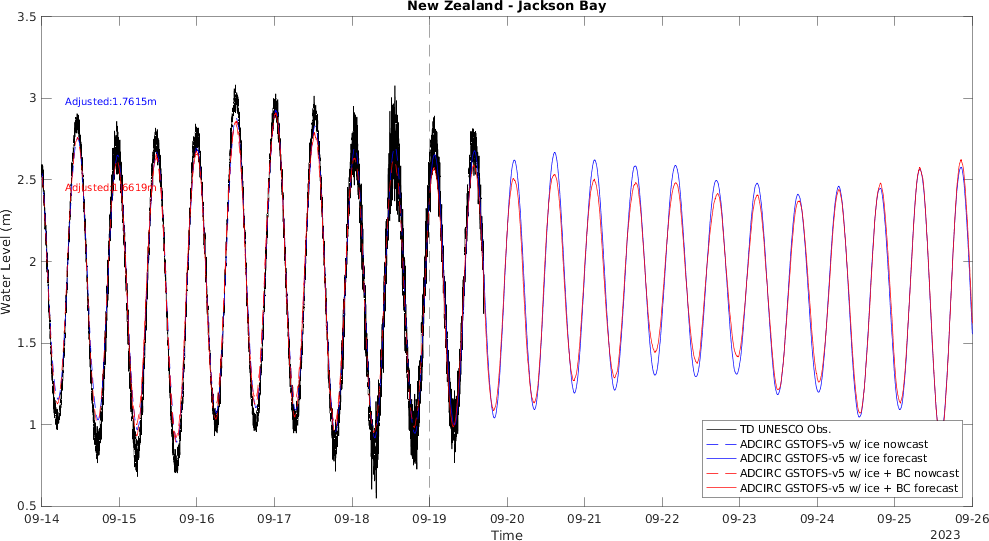 New Zealand - Jackson Bay
3.5
3
2.5
2
1.5
1
0.5
Water Level (m)
Adjusted:1.7615m
Adjusted:1.6619m
TD UNESCO Obs.
ADCIRC GSTOFS-v5 w/ ice nowcast
ADCIRC GSTOFS-v5 w/ ice forecast
ADCIRC GSTOFS-v5 w/ ice + BC nowcast
ADCIRC GSTOFS-v5 w/ ice + BC forecast
09-14 09-15 09-16 09-17 09-18 09-19 09-20 09-21 09-22 09-23 09-24 09-25 09-26
Time
2023